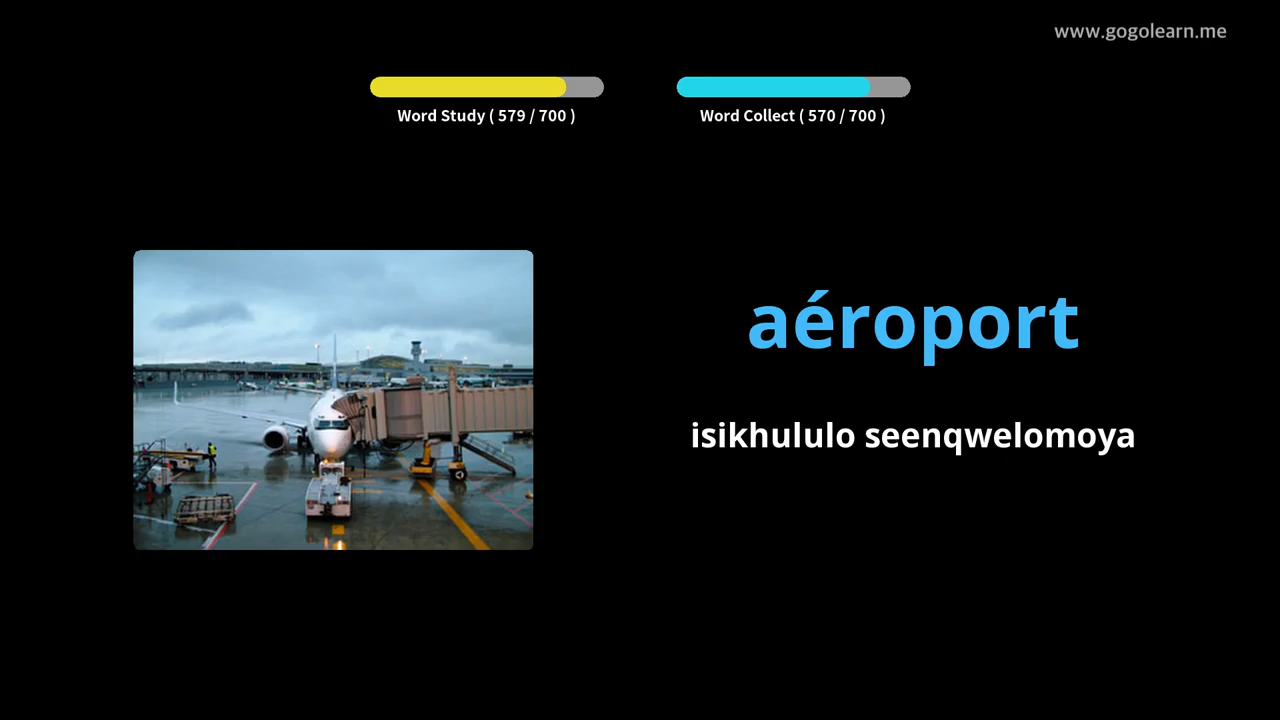 www.gogolearn.me
Word Study ( 579 / 700 )
Word Collect ( 570 / 700 )
aéroport
isikhululo seenqwelomoya